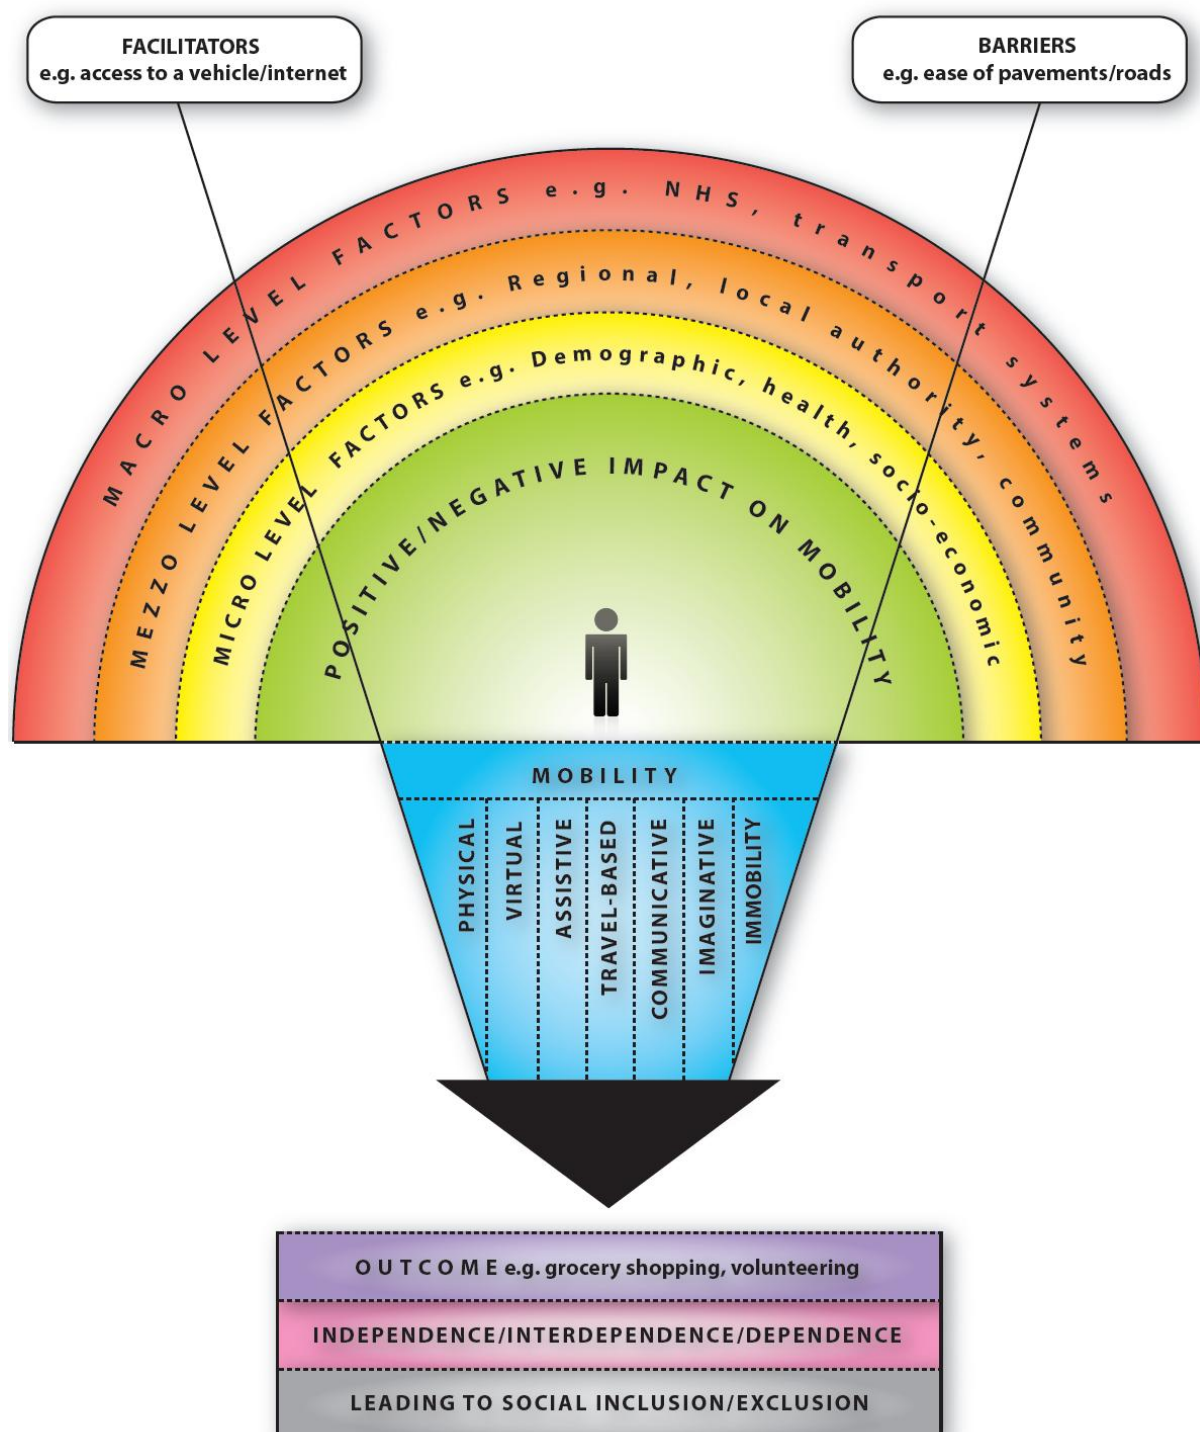 FACILITATORS
e.g. access to a vehicle/internet
BARRIERS
e.g. ease of pavements/roads
MACRO LEVEL FACTORS e.g. NHS, transport systems
MEZZO LEVEL FACTORS e.g. Regional, local authority, community
MICRO LEVEL FACTORS e.g. Demographic, health, socio-economic
POSITIVE/NEGATIVE IMPACT ON MOBILITY
MOBILITY
PHYSICAL
VIRTUAL
ASSISTIVE
TRAVEL-BASED
COMMUNICATIVE
IMAGINATIVE
IMMOBILITY
OUTCOME e.g. grocery shopping, volunteering
INDEPENDENCE/INTERDEPENDENCE/DEPENDENCE
LEADING TO SOCIAL INCLUSION/EXCLUSION